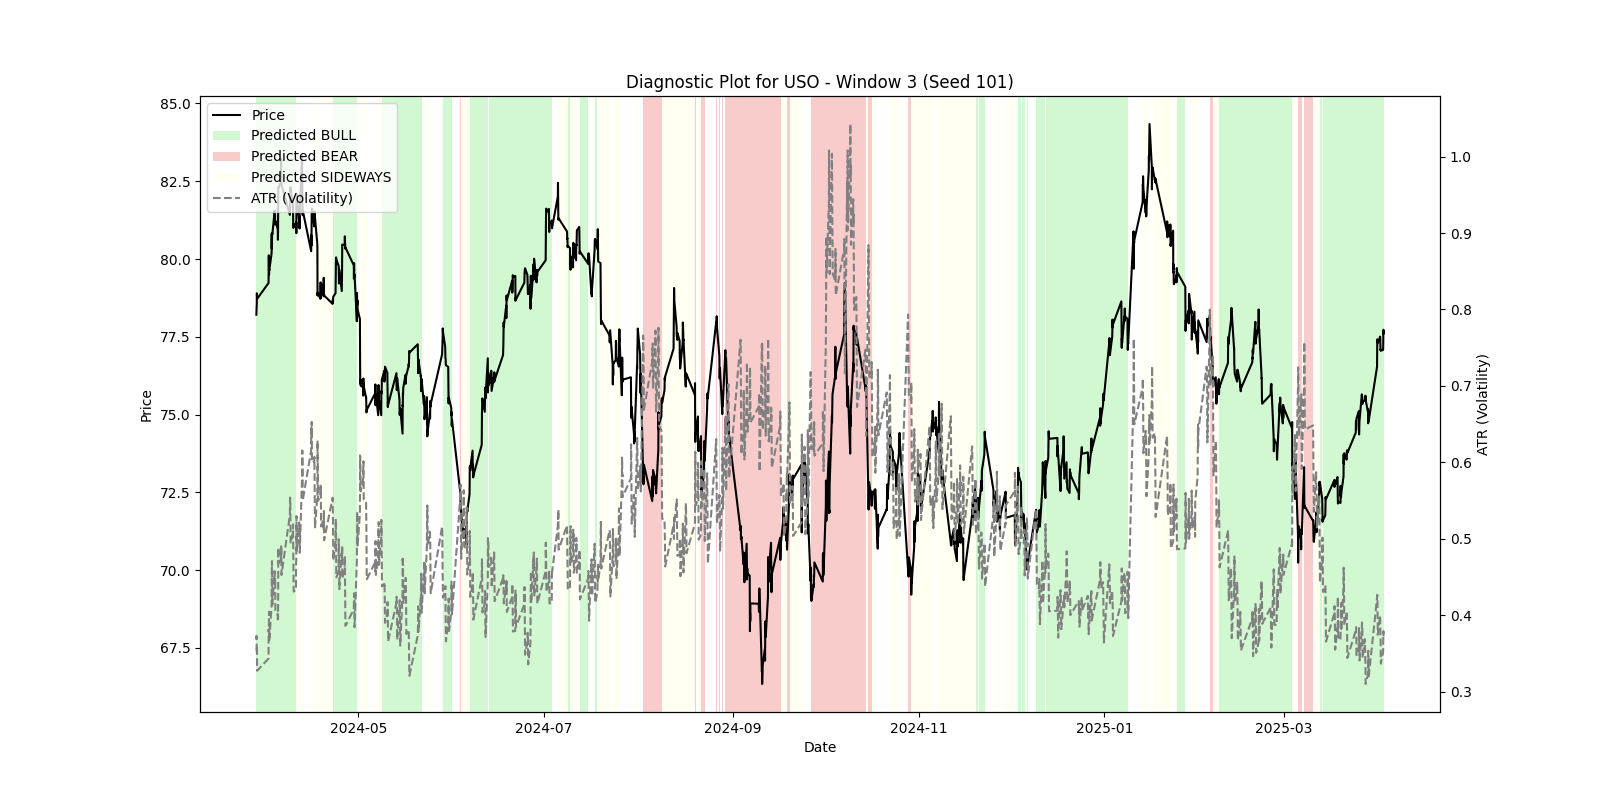 Diagnostic Plot for USO - Window 3 (Seed 101)
Price
Predicted BULL
Predicted BEAR
Predicted SIDEWAYS
ATR (Volatility)
85.0
82.5
80.0
77.5
75.0
72.5
70.0
67.5
Price
1.0
0.9
0.8
0.7
0.6
0.5
0.4
0.3
ATR (Volatility)
2024-05
2024-07
2024-09
2024-11
2025-01
2025-03
Date